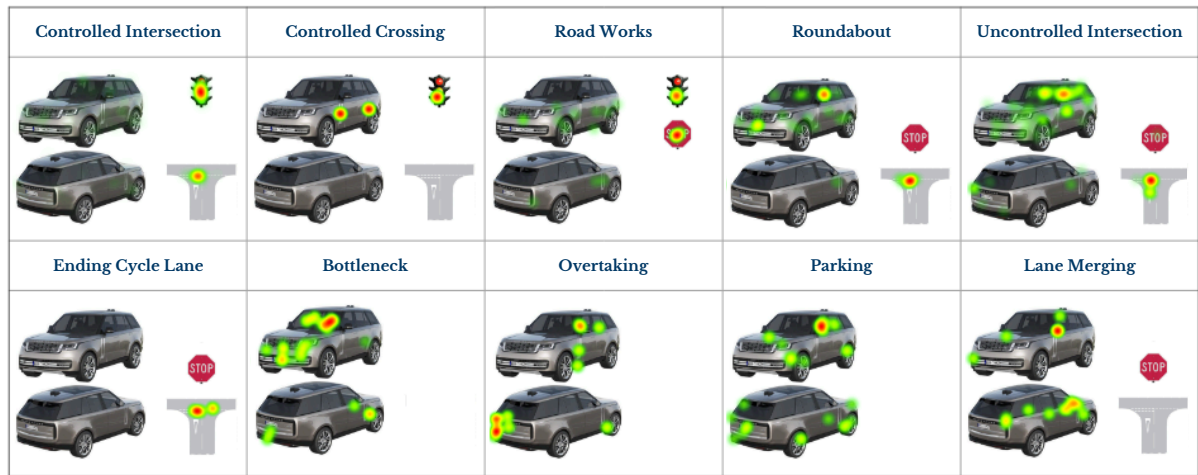 Controlled Intersection
Controlled Crossing
Road Works
Roundabout
Uncontrolled Intersection
STOP
STOP
Ending Cycle Lane
Bottleneck
Overtaking
Parking
Lane Merging
STOP
STOP